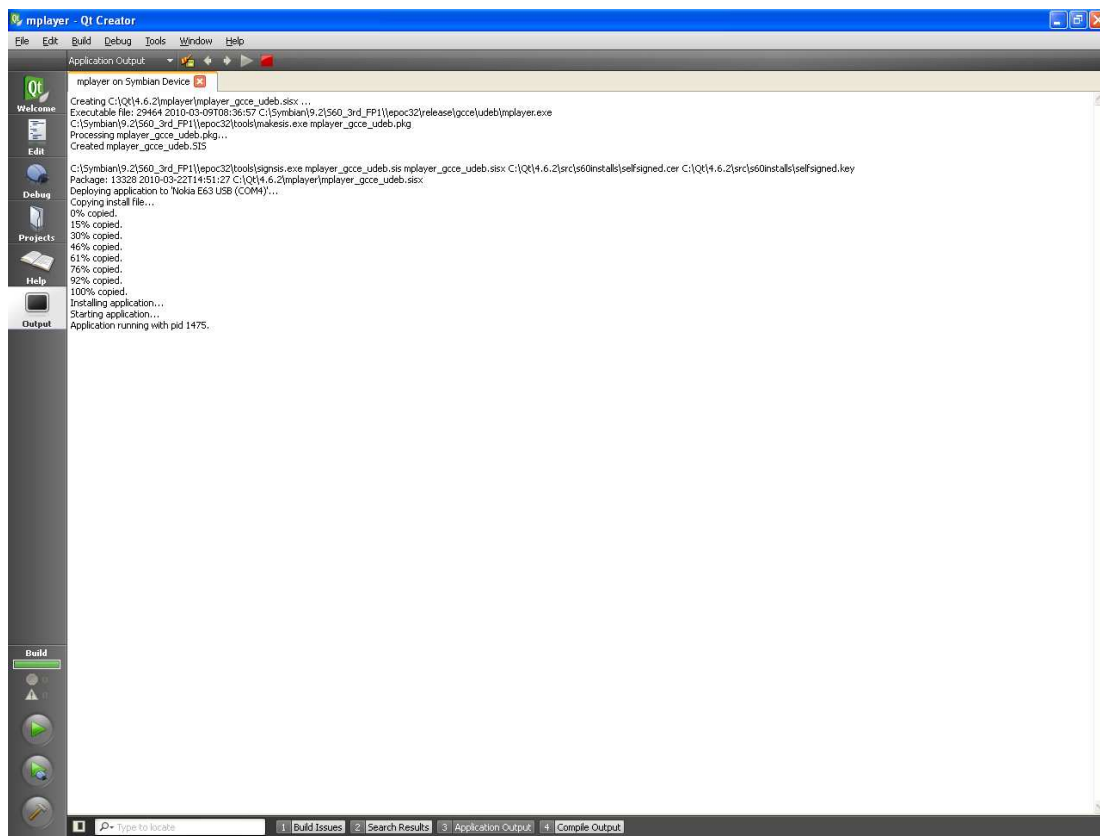 mplayer - Qt Creator
File Edit Build Debug Tools Window Help
Application Output
mplayer on Symbian Device
Creating C:\Qt\4.6.2\mplayer\mplayer_gcce_udeb.sisx ...
Executable file: 29464 2010-03-09T08:36:57 C:\Symbian\9.2\S60_3rd_FP1\\epoc32\release\gcce\udeb\mplayer.exe
C:\Symbian\9.2\S60_3rd_FP1\\epoc32\tools\makesis.exe mplayer_gcce_udeb.pkg
Processing mplayer_gcce_udeb.pkg...
Created mplayer_gcce_udeb.SIS
C:\Symbian\9.2\S60_3rd_FP1\\epoc32\tools\signsis.exe mplayer_gcce_udeb.sis mplayer_gcce_udeb.sisx C:\Qt\4.6.2\src\s60installs\selfsigned.cer C:\Qt\4.6.2\src\s60installs\selfsigned.key
Package: 13328 2010-03-22T14:51:27 C:\Qt\4.6.2\mplayer\mplayer_gcce_udeb.sisx
Deploying application to 'Nokia E63 USB (COM4)'...
Copying install file...
0% copied.
15% copied.
30% copied.
46% copied.
61% copied.
76% copied.
92% copied.
100% copied.
Installing application...
Starting application...
Application running with pid 1475.
Qt
Welcome
Edit
Debug
Projects
Help
Output
Build
Type to locate
1 Build Issues 2 Search Results 3 Application Output 4 Compile Output